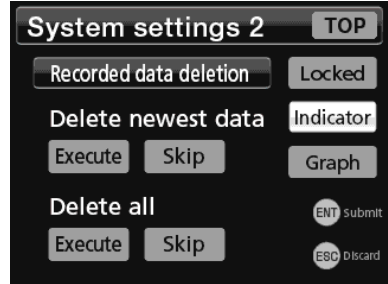 System settings 2 TOP
Recorded data deletion Locked
Delete newest data Indicator
Execute Skip Graph
Delete all ENT Submit
Execute Skip ESC Discard